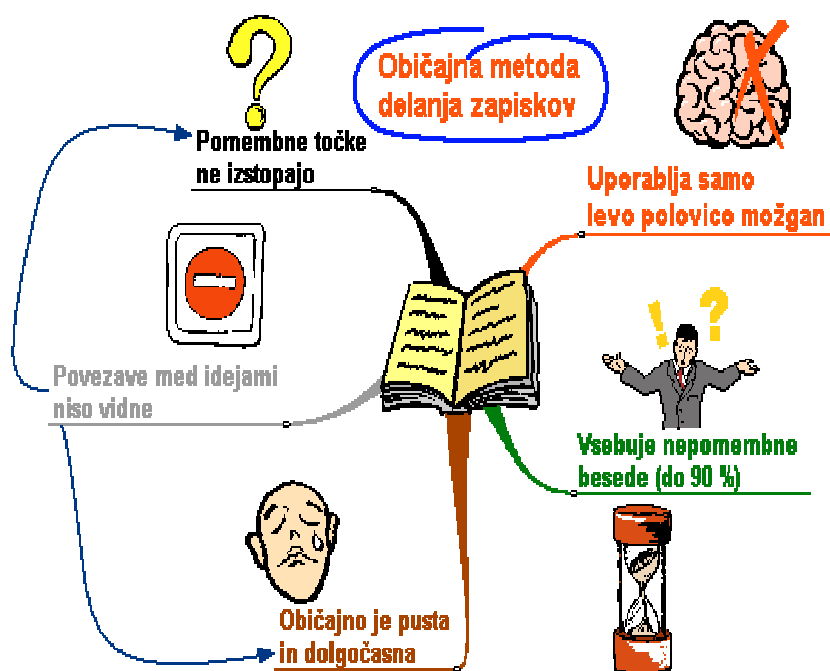 Običajna metoda
delanja zapiskov
Pomembne točke
ne izstopajo
Uporablja samo
levo polovico možgan
Povezave med idejami
niso vidne
Vsebuje nepomembne
besede (do 90 %)
Običajno je pusta
in dolgočasna